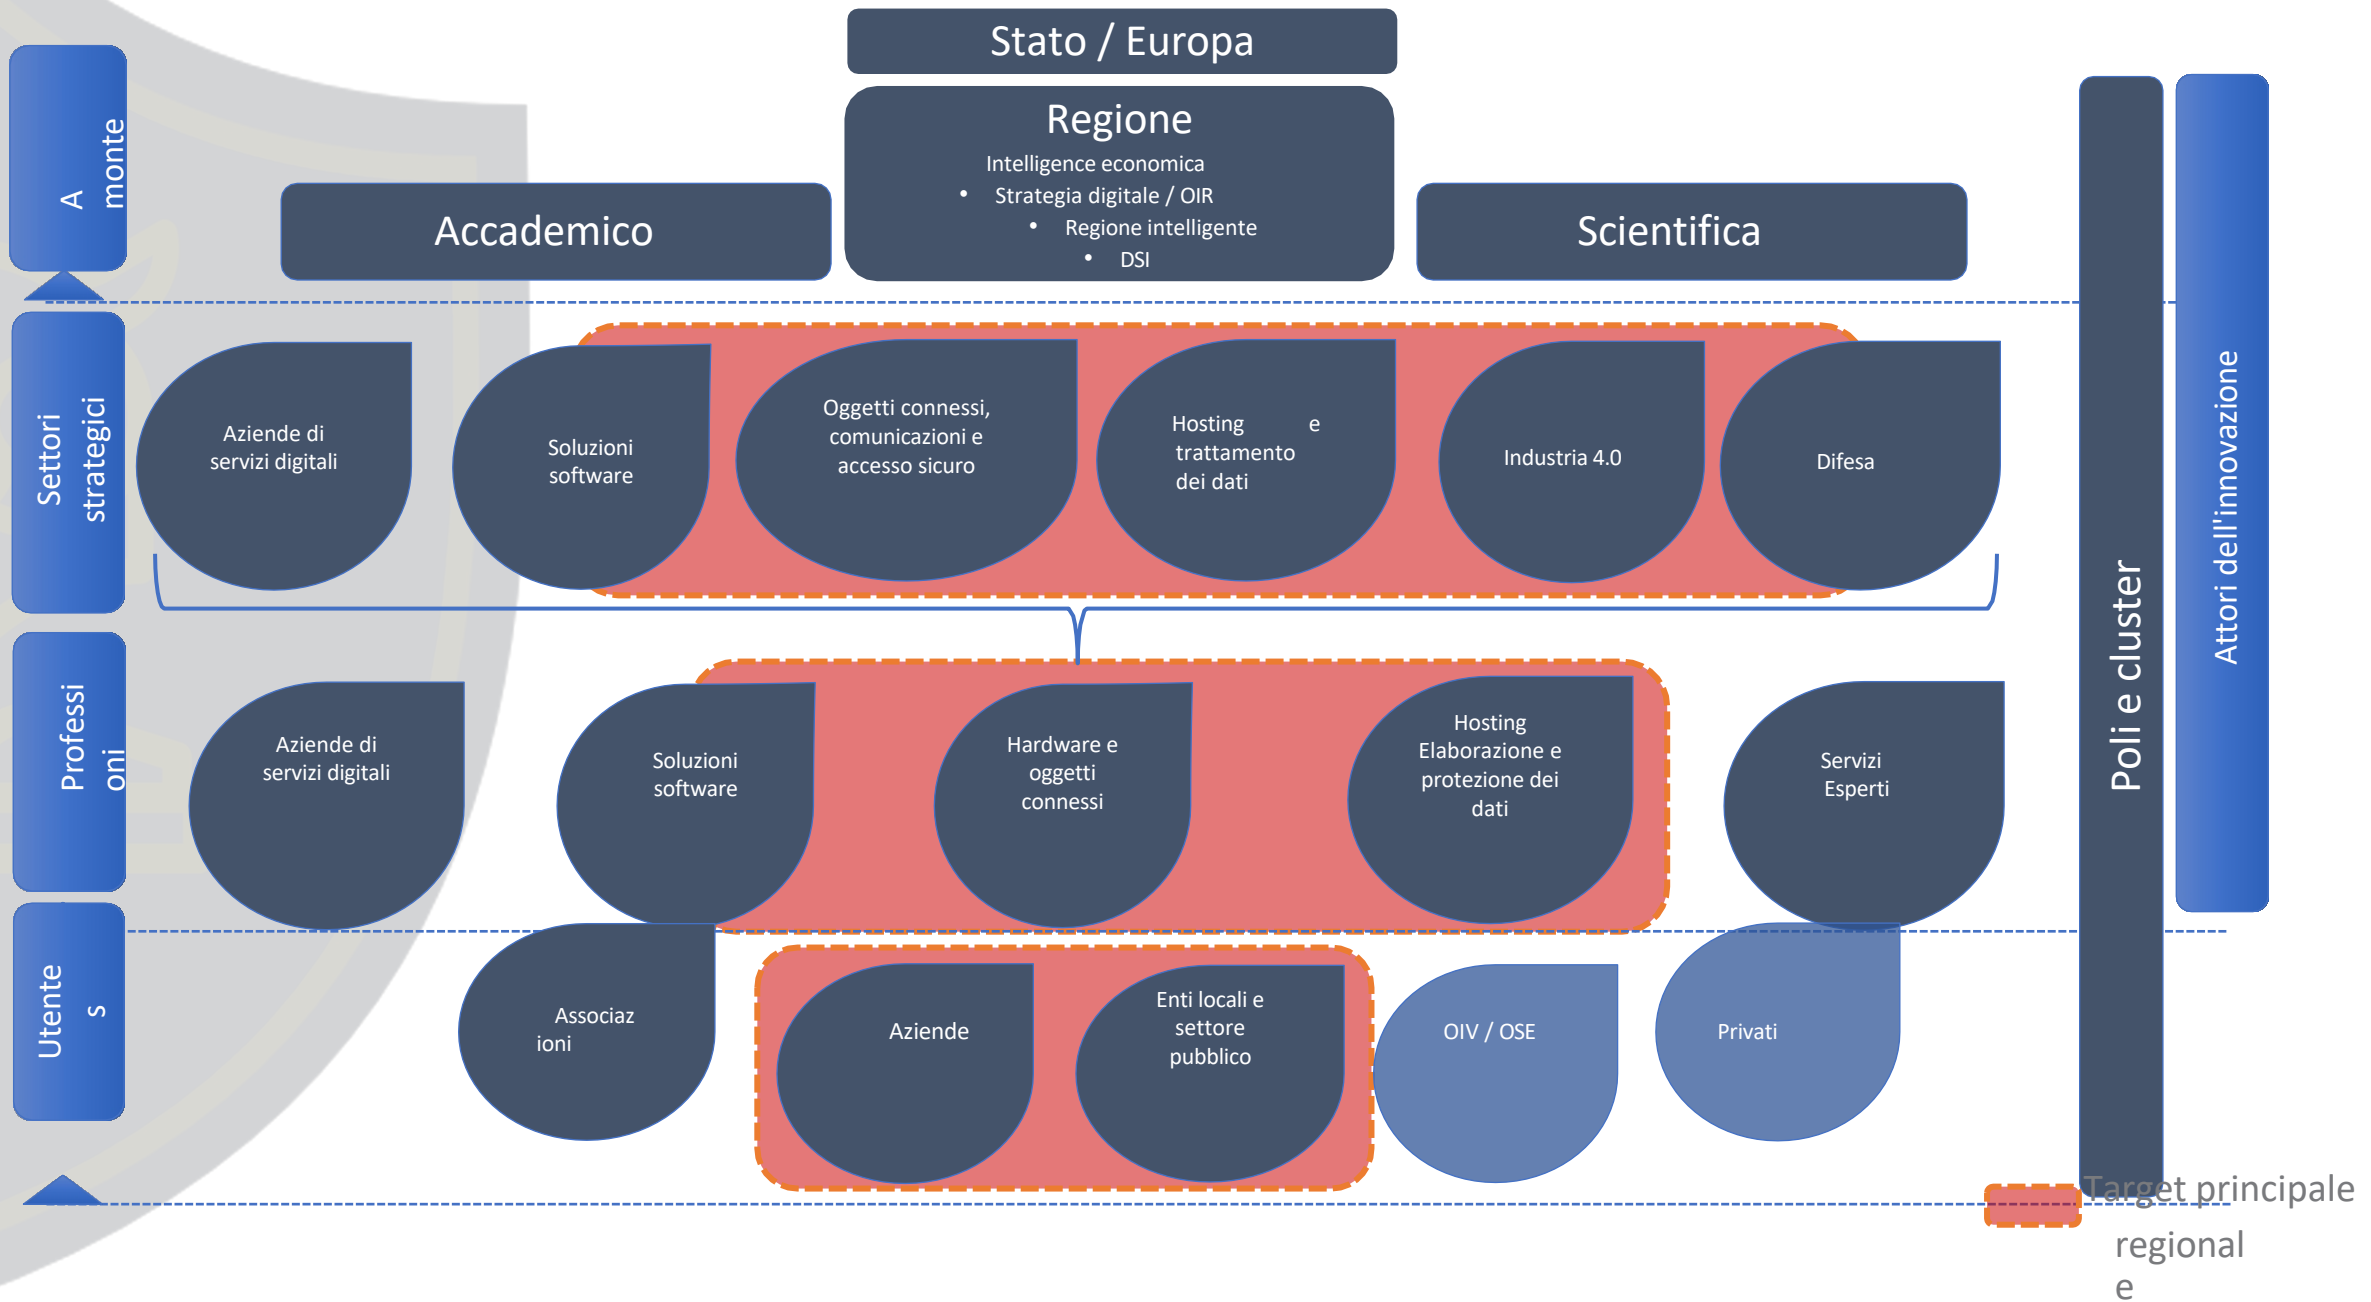 Stato / Europa
Regione
Intelligence economica
• Strategia digitale / OIR
• Regione intelligente
• DSI
Accademico
Scientifica
A
monte
Settori
strategici
Aziende di
servizi digitali
Soluzioni
software
Oggetti connessi,
comunicazioni e
accesso sicuro
Hosting e
trattamento
dei dati
Industria 4.0
Difesa
Professi
oni
Aziende di
servizi digitali
Soluzioni
software
Hardware e
oggetti
connessi
Hosting
Elaborazione e
protezione dei
dati
Servizi
Esperti
Utente
s
Associaz
ioni
Aziende
Enti locali e
settore
pubblico
OIV / OSE
Privati
Poli e cluster
Attori dell'innovazione
Target principale
regional
e